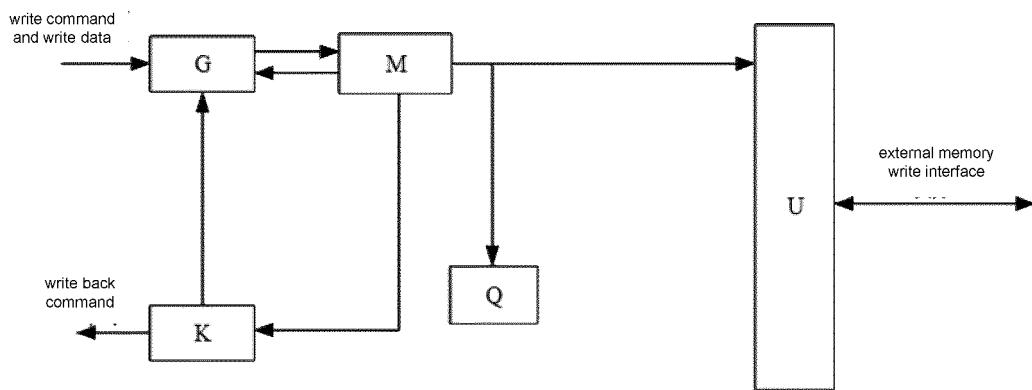 write command
and write data
G
M
external memory
write interface
U
Q
write back
command
K